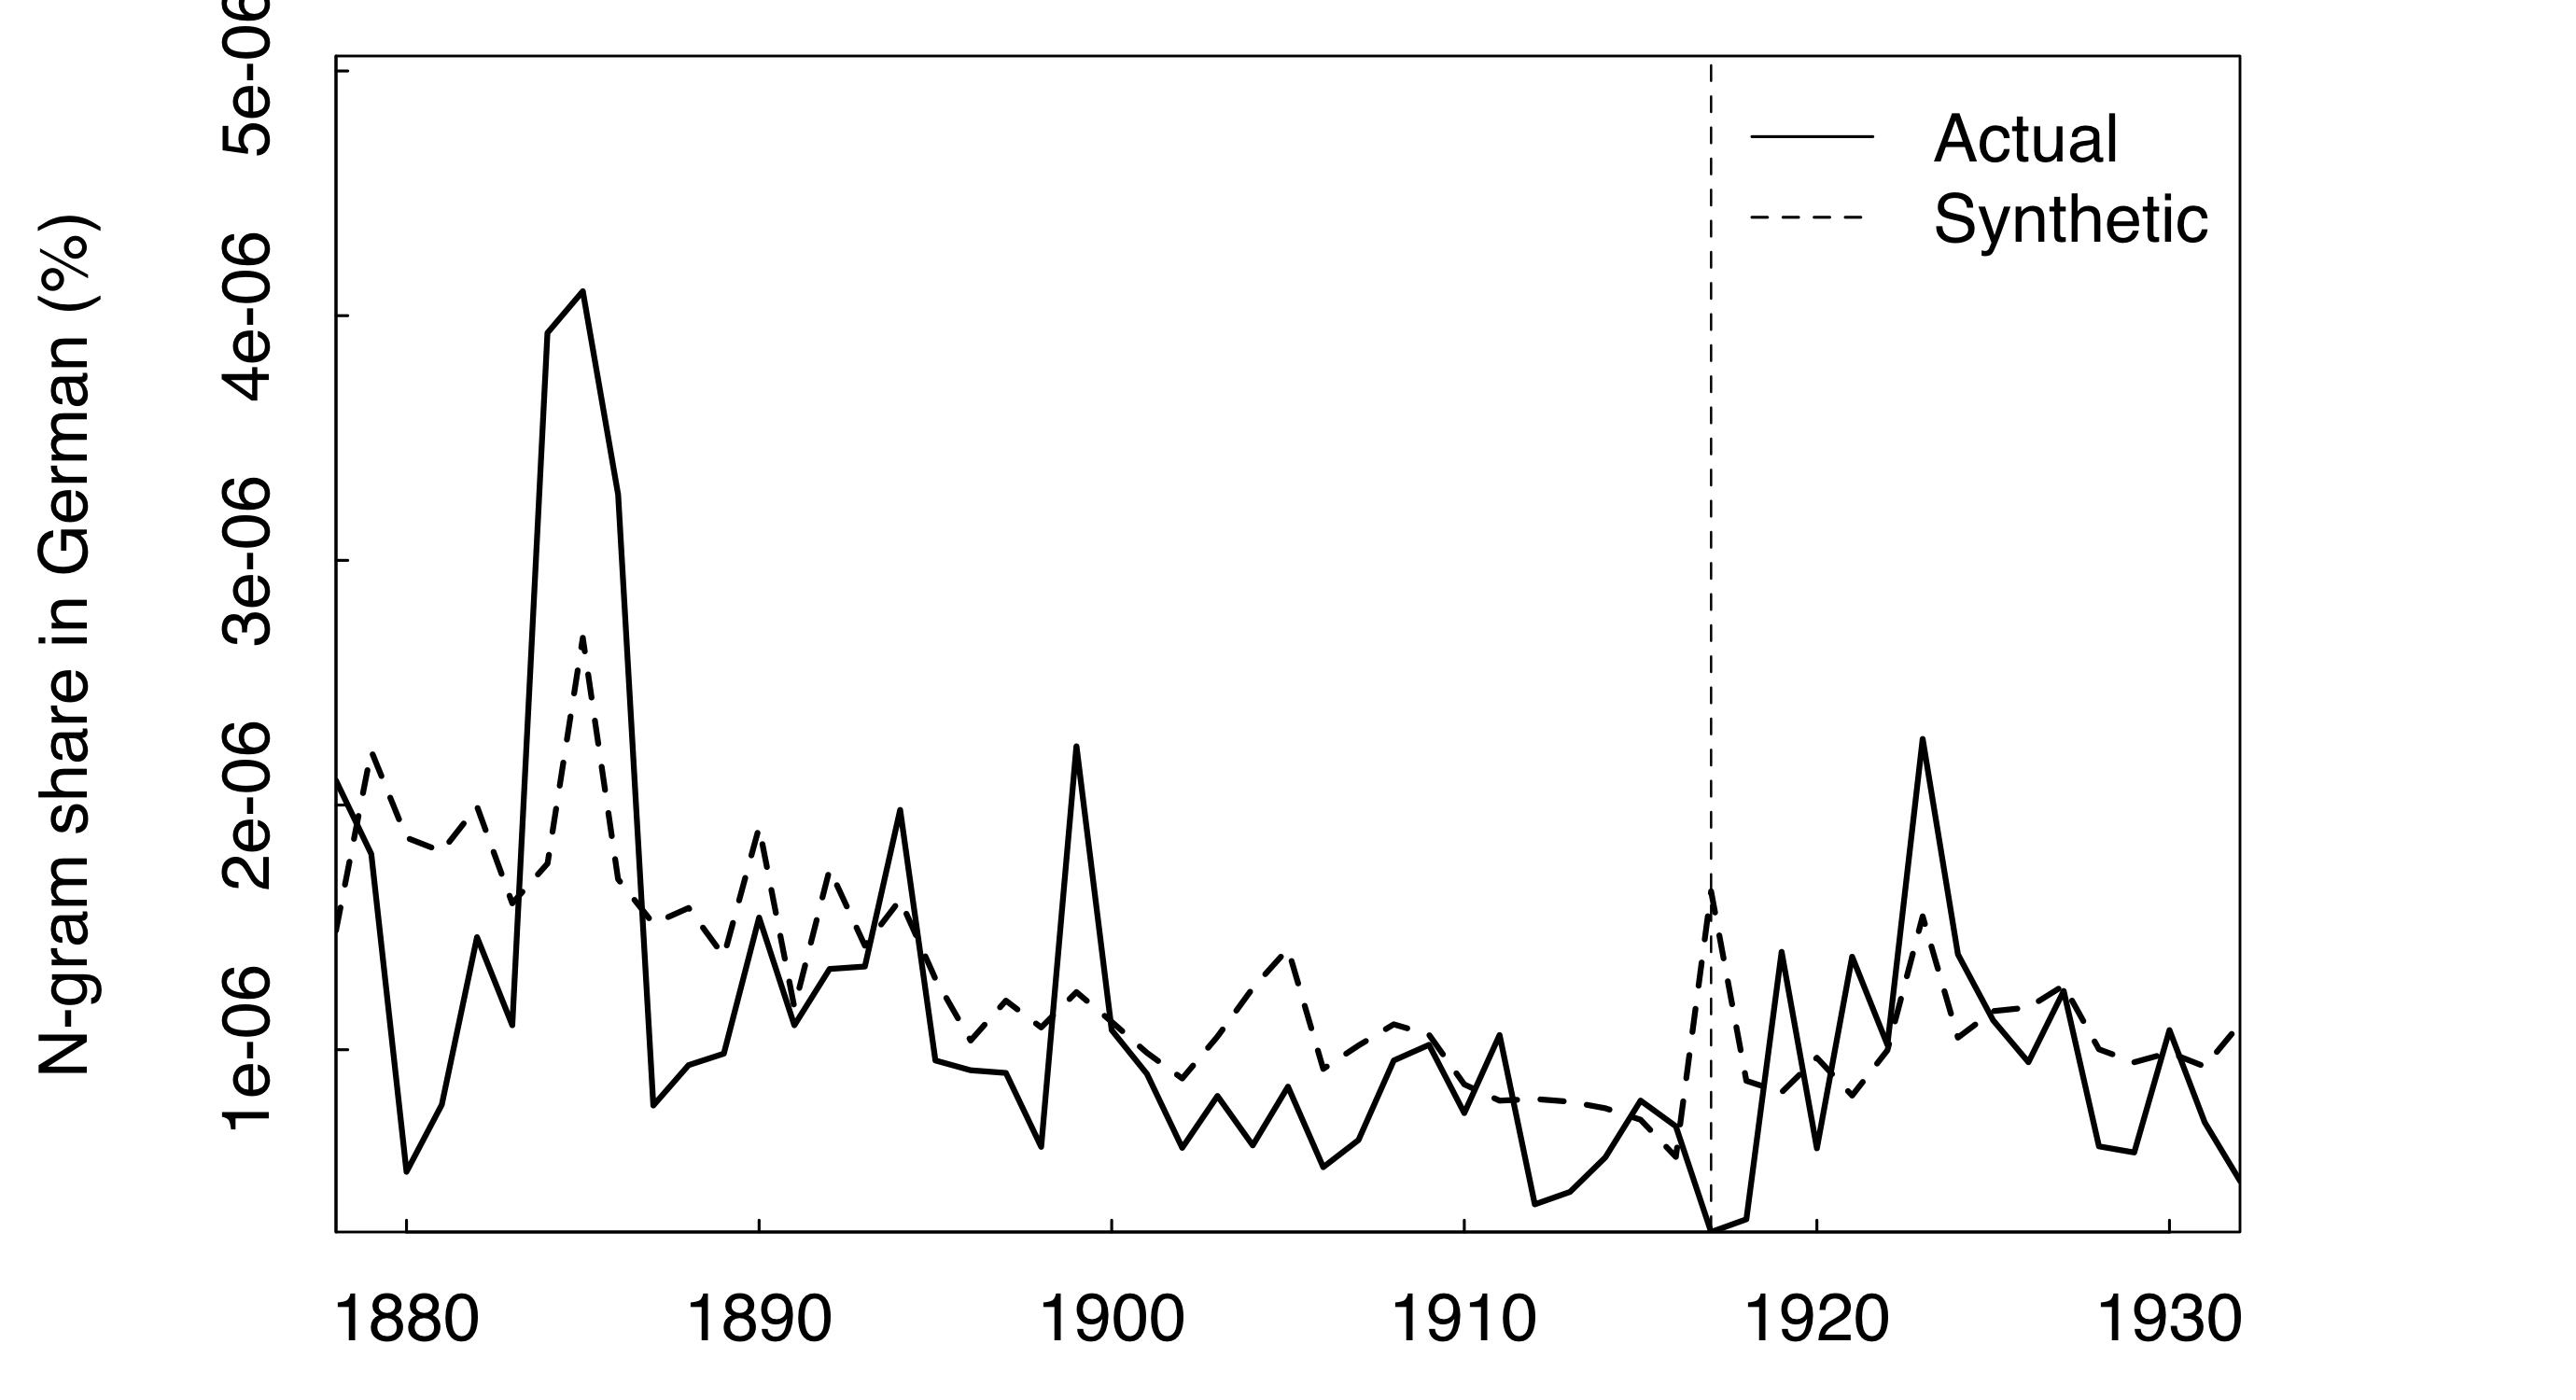 N-gram share in German (%)
5e-06
4e-06
3e-06
2e-06
1e-06
Actual
Synthetic
1880 1890 1900 1910 1920 1930